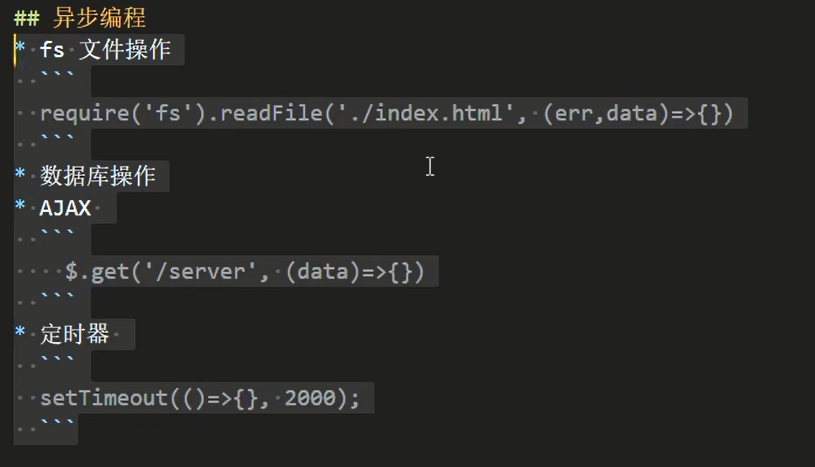 ## 异步编程
* fs 文件操作
```
require('fs').readFile('./index.html', (err,data)=>{})
```
* 数据库操作
* AJAX
```
$.get('/server', (data)=>{})
```
* 定时器
```
setTimeout(()=>{}, 2000);
```